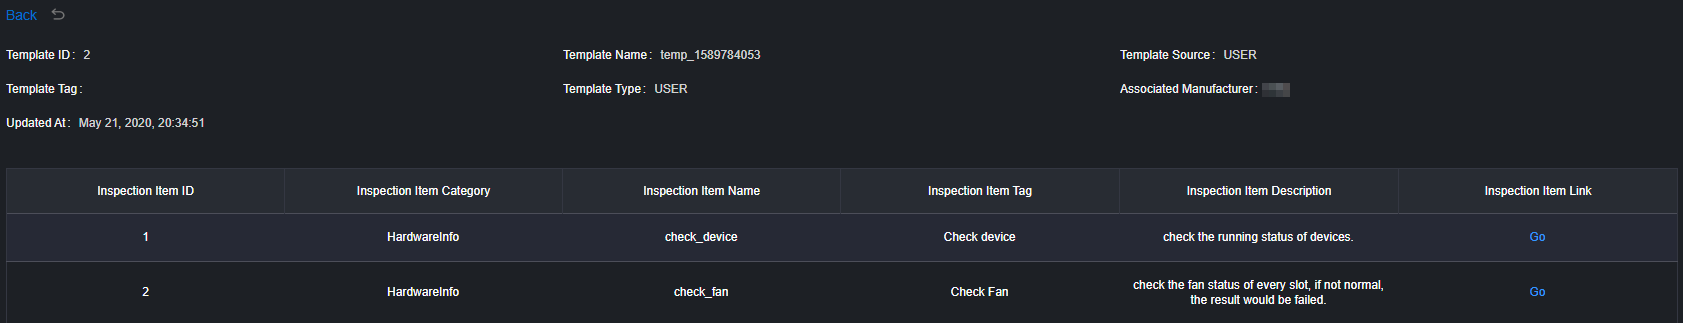 Back
Template ID: 2
Template Name: temp_1589784053
Template Source: USER
Template Tag:
Template Type: USER
Associated Manufacturer:
Updated At: May 21, 2020, 20:34:51
Inspection Item ID
Inspection Item Category
Inspection Item Name
Inspection Item Tag
Inspection Item Description
Inspection Item Link
1
HardwareInfo
check_device
Check device
check the running status of devices.
Go
2
HardwareInfo
check_fan
Check Fan
check the fan status of every slot, if not normal,
the result would be failed.
Go